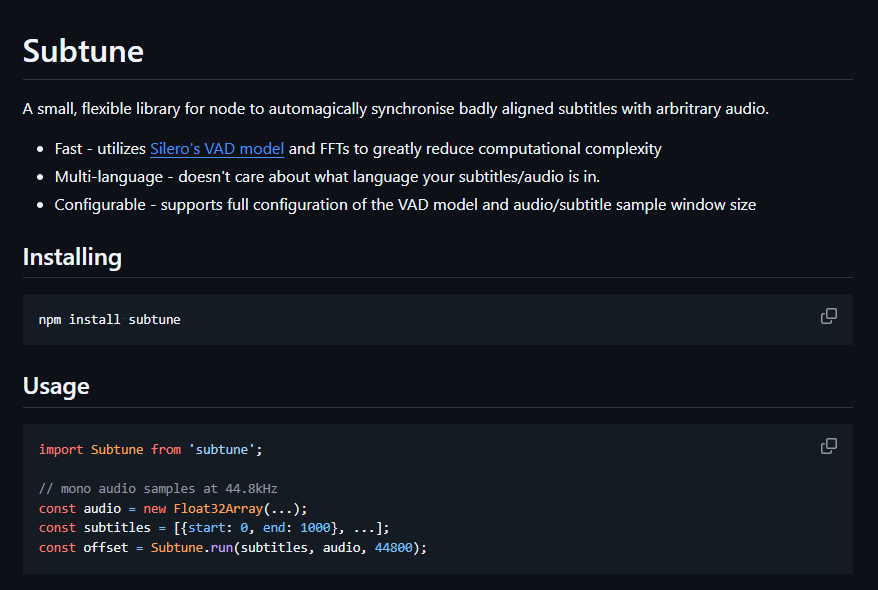 Subtune
A small, flexible library for node to automagically synchronise badly aligned subtitles with arbritrary audio.
Fast - utilizes Silero's VAD model and FFTs to greatly reduce computational complexity
Multi-language - doesn't care about what language your subtitles/audio is in.
Configurable - supports full configuration of the VAD model and audio/subtitle sample window size
Installing
npm install subtune
Usage
import Subtune from 'subtune';
// mono audio samples at 44.8kHz
const audio = new Float32Array(...);
const subtitles = [{start: 0, end: 1000}, ...];
const offset = Subtune.run(subtitles, audio, 44800);